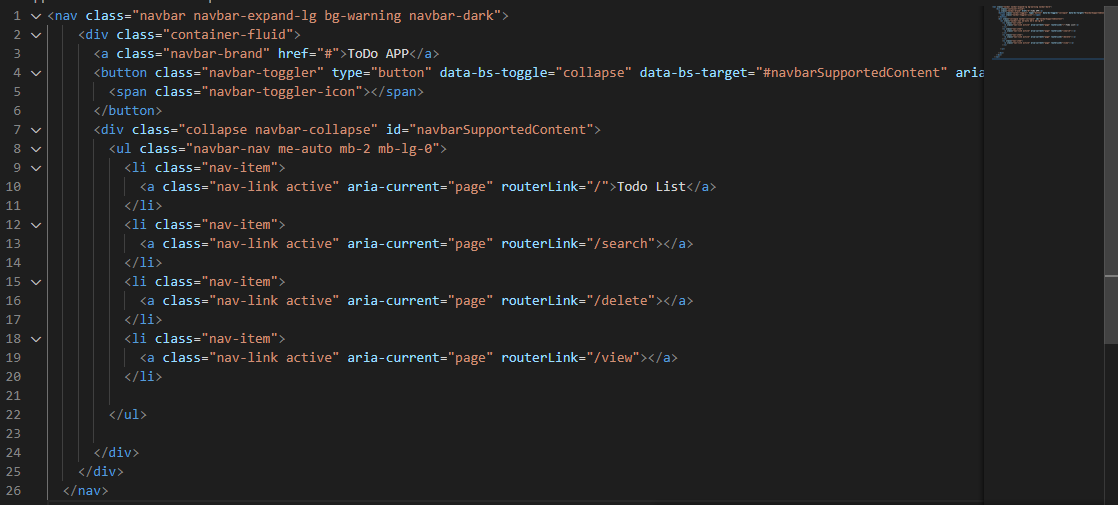 1 <nav class="navbar navbar-expand-lg bg-warning navbar-dark">
2 <div class="container-fluid">
3 <a class="navbar-brand" href="#">ToDo APP</a>
4 <button class="navbar-toggler" type="button" data-bs-toggle="collapse" data-bs-target="#navbarSupportedContent" aria
5 <span class="navbar-toggler-icon"></span>
6 </button>
7 <div class="collapse navbar-collapse" id="navbarSupportedContent">
8 <ul class="navbar-nav me-auto mb-2 mb-lg-0">
9 <li class="nav-item">
10 <a class="nav-link active" aria-current="page" routerLink="/">Todo List</a>
11 </li>
12 <li class="nav-item">
13 <a class="nav-link active" aria-current="page" routerLink="/search"></a>
14 </li>
15 <li class="nav-item">
16 <a class="nav-link active" aria-current="page" routerLink="/delete"></a>
17 </li>
18 <li class="nav-item">
19 <a class="nav-link active" aria-current="page" routerLink="/view"></a>
20 </li>
21
22 </ul>
23
24 </div>
25 </div>
26 </nav>